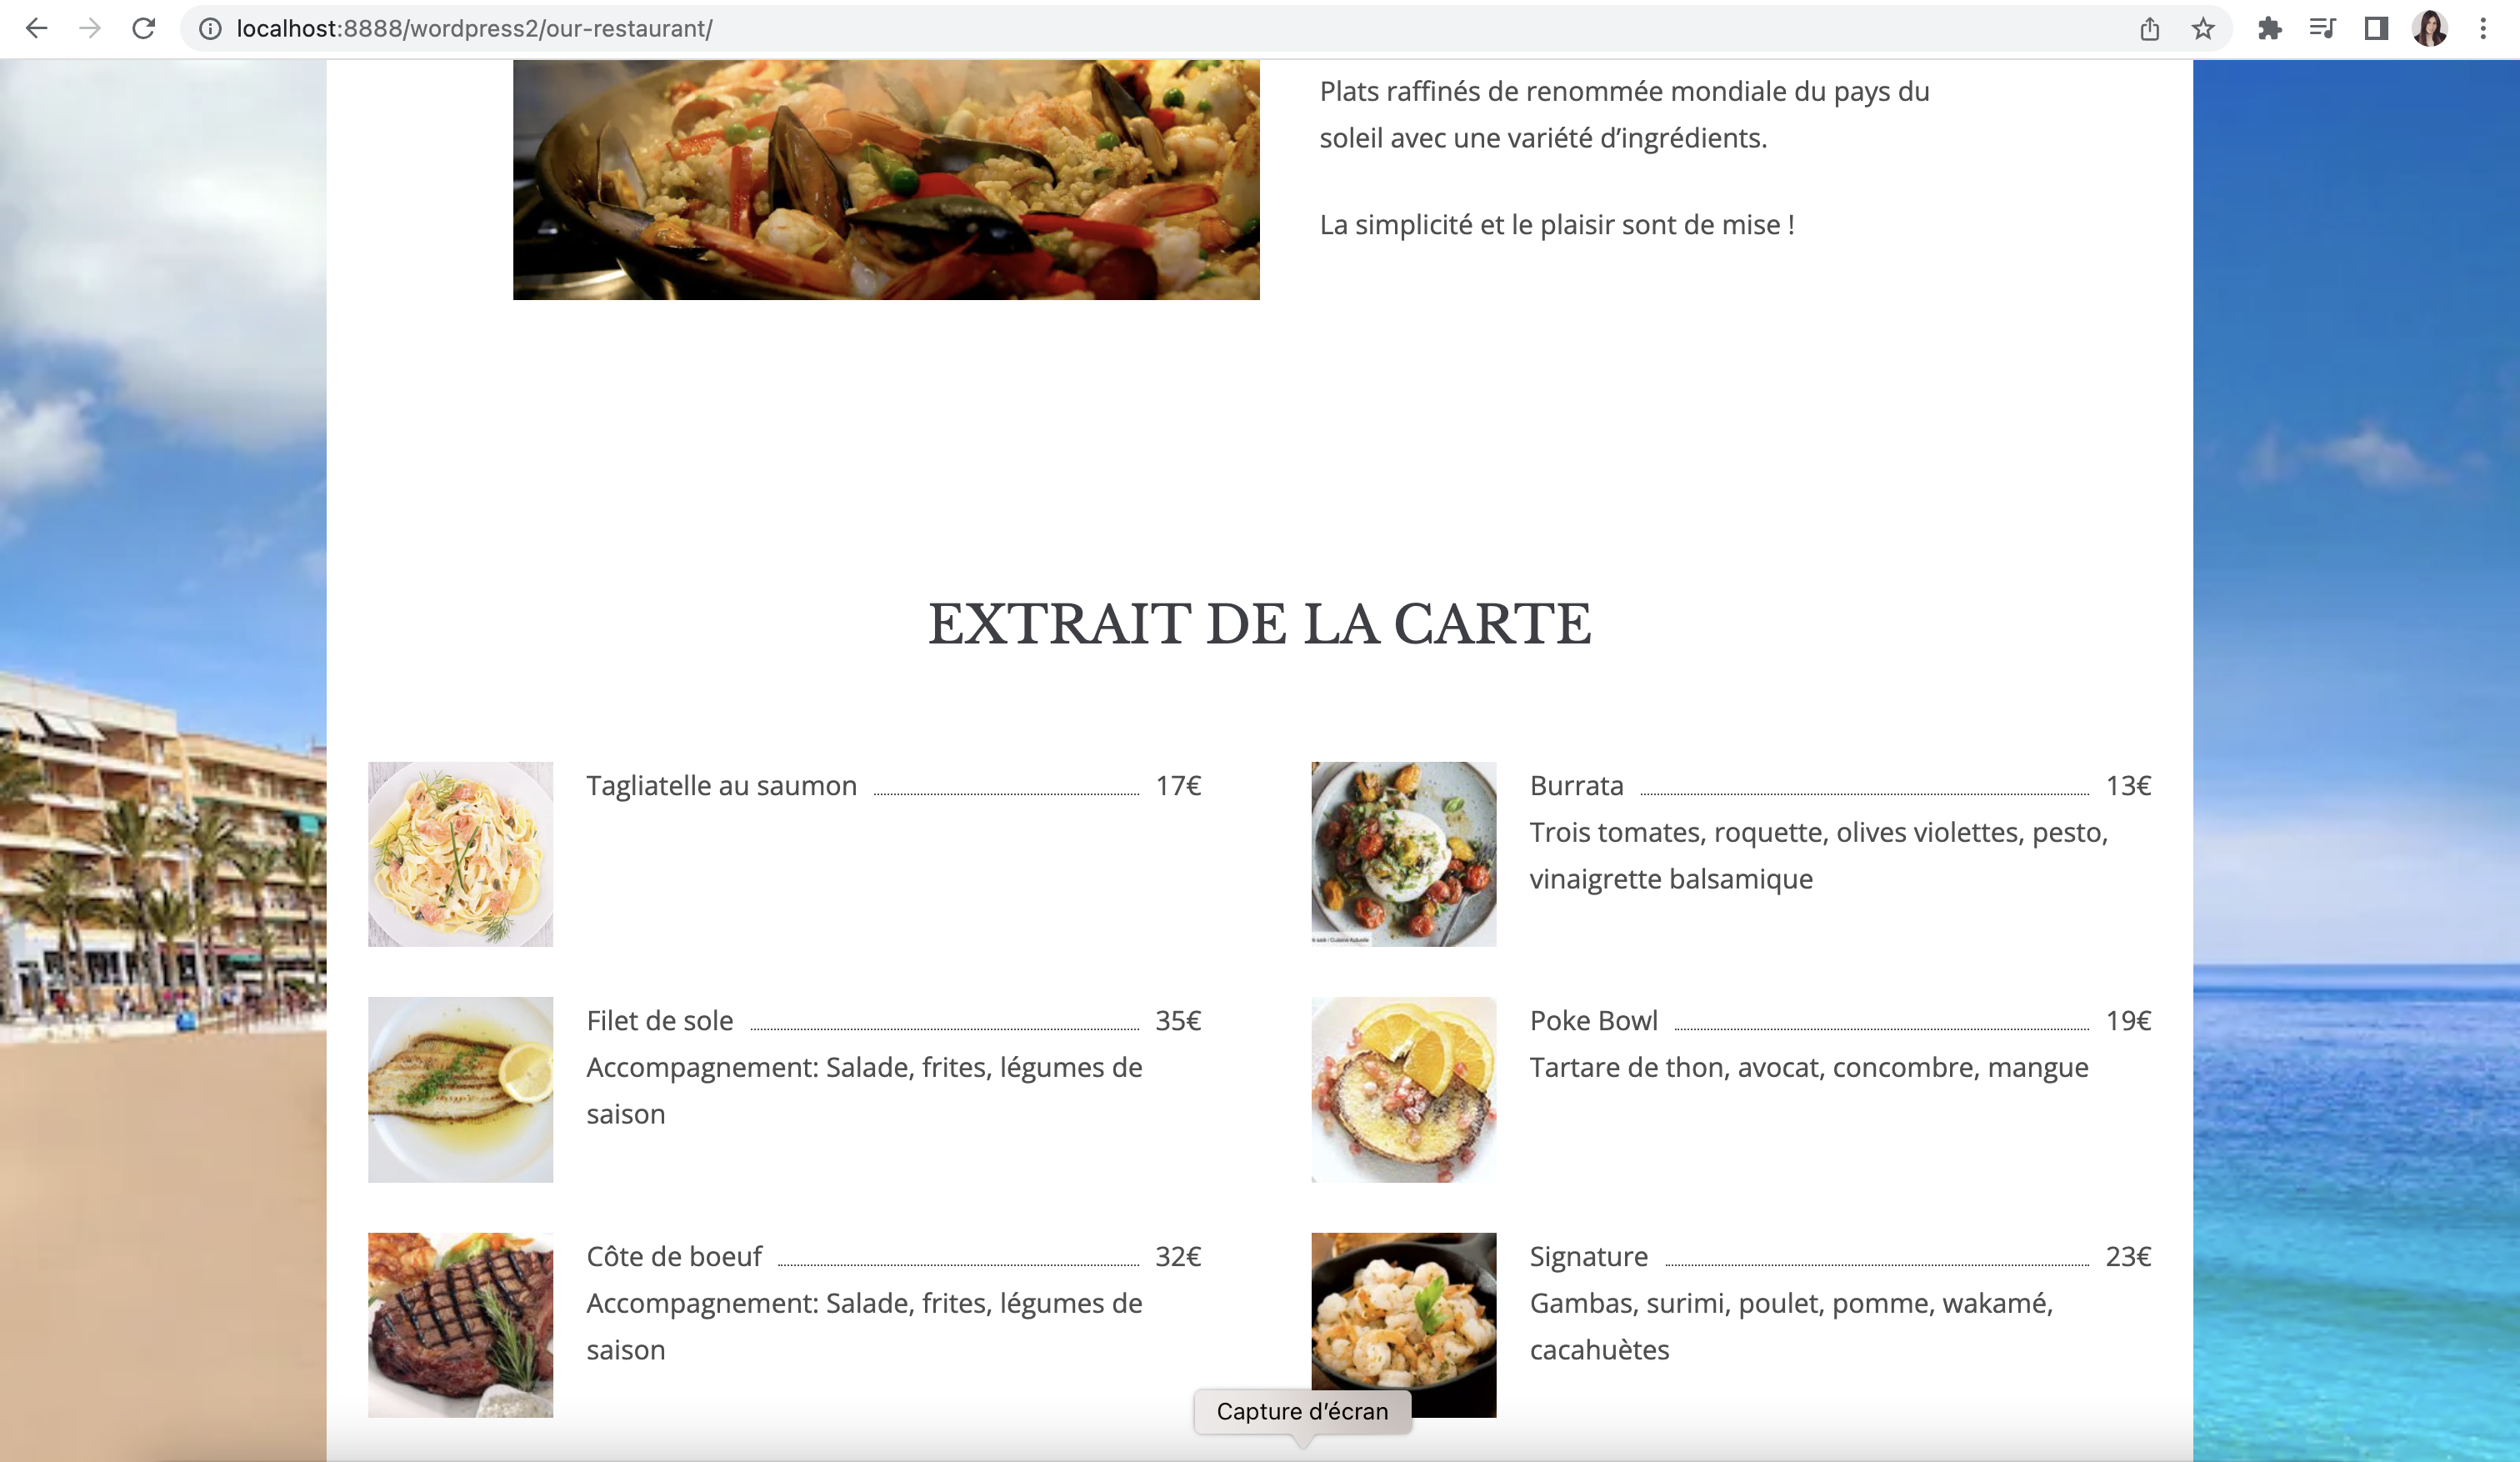 localhost:8888/wordpress2/our-restaurant/
Plats raffinés de renommée mondiale du pays du
soleil avec une variété d’ingrédients.
La simplicité et le plaisir sont de mise !
EXTRAIT DE LA CARTE
Tagliatelle au saumon 17€
Burrata 13€
Trois tomates, roquette, olives violettes, pesto,
vinaigrette balsamique
Filet de sole 35€
Accompagnement: Salade, frites, légumes de
saison
Poke Bowl 19€
Tartare de thon, avocat, concombre, mangue
Côte de boeuf 32€
Accompagnement: Salade, frites, légumes de
saison
Signature 23€
Gambas, surimi, poulet, pomme, wakamé,
cacahuètes
Capture d’écran